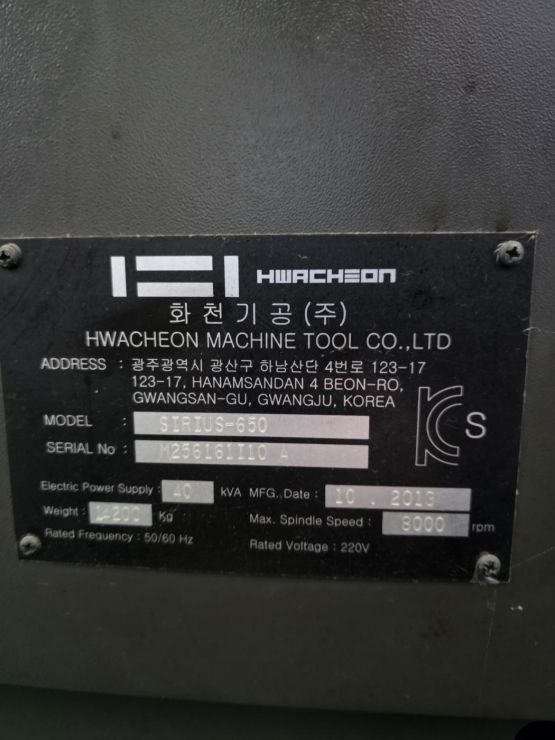 HWACHEON
화천기공(주)
HWACHEON MACHINE TOOL CO.,LTD
ADDRESS : 광주광역시 광산구 하남산단 4번로 123-17
123-17, HANAMSANDAN 4 BEON-RO,
GWANGSAN-GU, GWANGJU, KOREA
MODEL : SIRIUS-650
SERIAL No : M256161I10 A
Electric Power Supply : 40 kVA MFG. Date : 10 . 2013
Weight : 14200 Kg Max. Spindle Speed : 8000 rpm
Rated Frequency : 50/60 Hz Rated Voltage : 220V
S